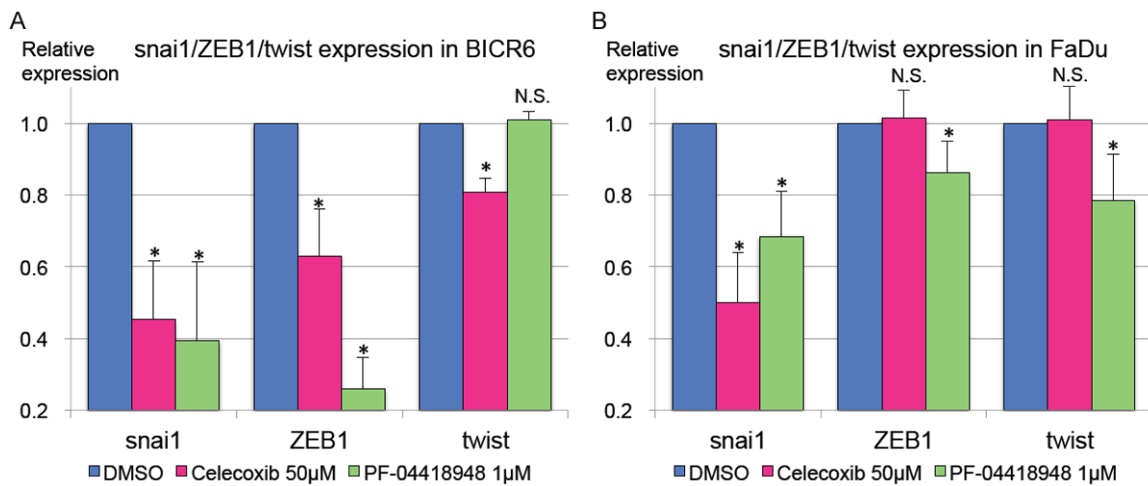 A
Relative expression
snai1/ZEB1/twist expression in BICR6
1.0
0.8
0.6
0.4
0.2
*
*
*
*
*
N.S.
snai1
ZEB1
twist
DMSO Celecoxib 50μM PF-04418948 1μM
B
Relative expression
snai1/ZEB1/twist expression in FaDu
1.0
0.8
0.6
0.4
0.2
*
*
N.S.
*
N.S.
*
snai1
ZEB1
twist
DMSO Celecoxib 50μM PF-04418948 1μM